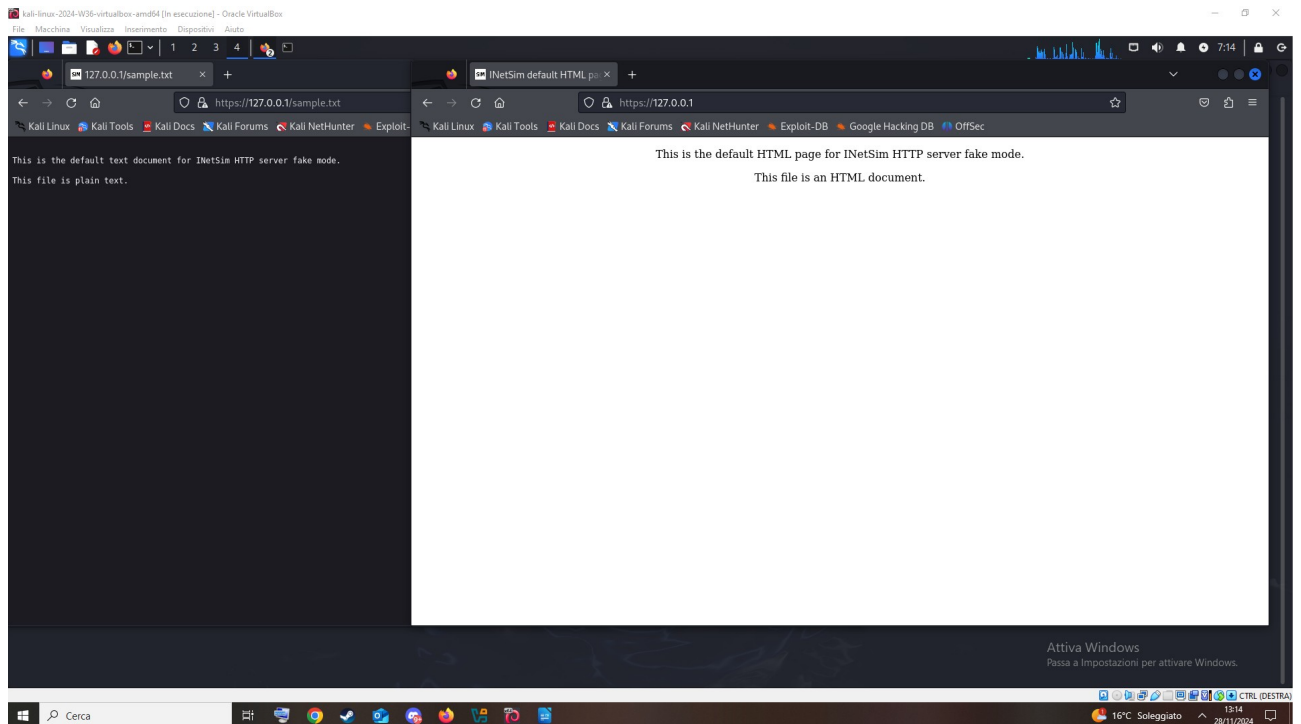 kali-linux-2024-W36-virtualbox-amd64 [In esecuzione] - Oracle VirtualBox
File Macchina Visualizza Inserimento Dispositivi Aiuto
1 2 3 4
7:14
127.0.0.1/sample.txt
https://127.0.0.1/sample.txt
Kali Linux Kali Tools Kali Docs Kali Forums Kali NetHunter Exploit-
This is the default text document for INetSim HTTP server fake mode.
This file is plain text.
SIM INetSim default HTML pa
https://127.0.0.1
Kali Linux Kali Tools Kali Docs Kali Forums Kali NetHunter Exploit-DB Google Hacking DB OffSec
This is the default HTML page for INetSim HTTP server fake mode.
This file is an HTML document.
Attiva Windows
Passa a Impostazioni per attivare Windows.
CTRL (DESTRA)
Cerca
16°C Soleggiato
13:14
28/11/2024